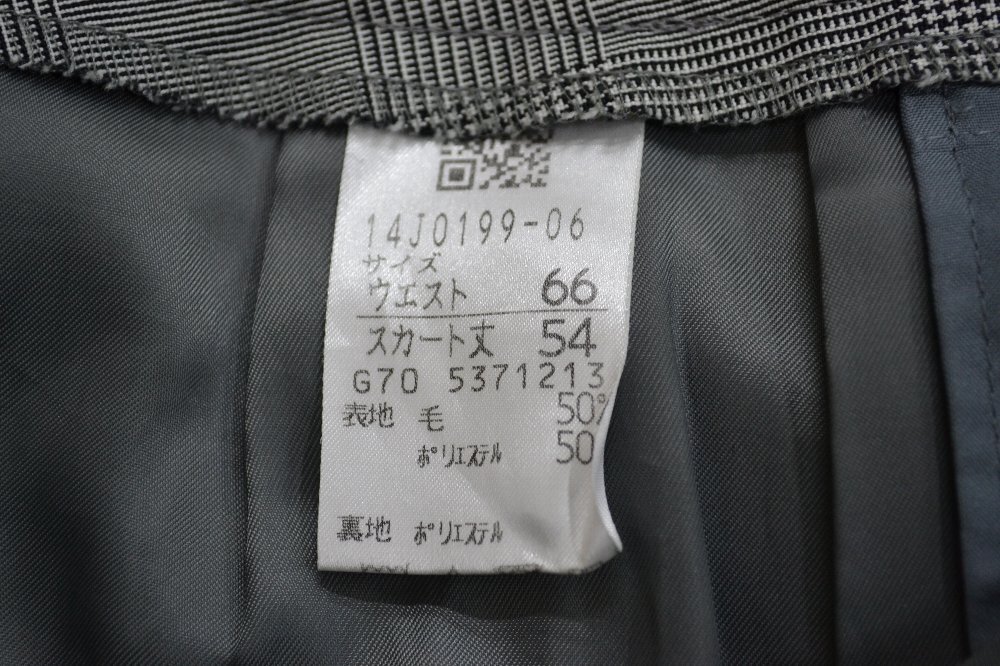 14J0199-06
サイズ
ウエスト 66
スカート丈 54
G70 5371213
表地 毛 50%
ポリエステル 50
裏地 ポリエステル